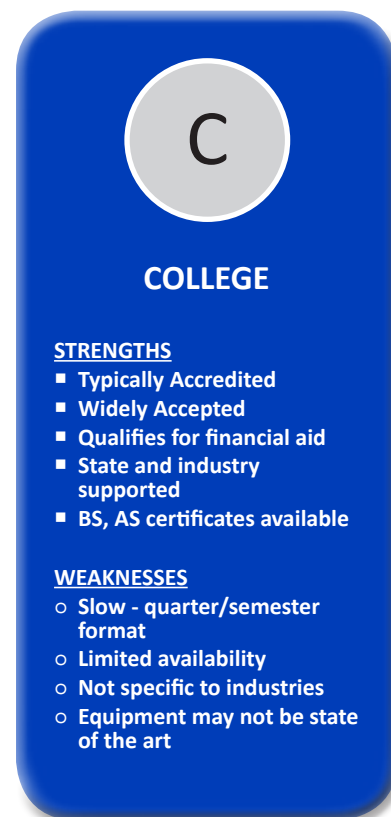 C
COLLEGE
STRENGTHS
▪ Typically Accredited
▪ Widely Accepted
▪ Qualifies for financial aid
▪ State and industry
supported
▪ BS, AS certificates available
WEAKNESSES
○ Slow - quarter/semester
format
○ Limited availability
○ Not specific to industries
○ Equipment may not be state
of the art